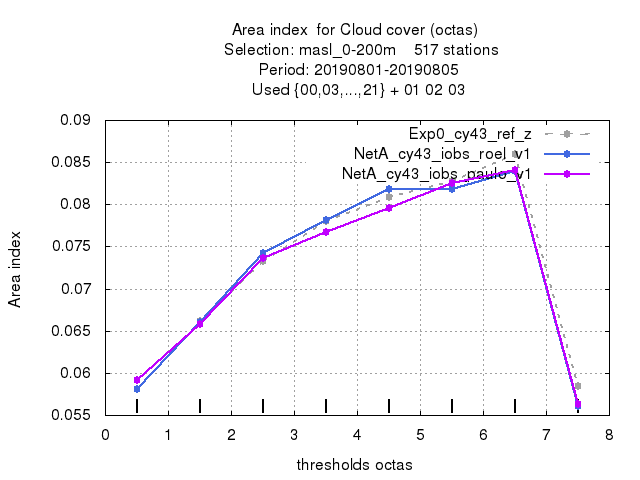 Area index  for Cloud cover (octas)
Selection: masl_0-200m    517 stations
Period: 20190801-20190805
Used {00,03,...,21} + 01 02 03
0.09
0.085
0.08
0.075
0.07
0.065
0.06
0.055
Area index
Exp0_cy43_ref_z
NetA_cy43_iobs_roel_v1
NetA_cy43_iobs_paulo_v1
0 1 2 3 4 5 6 7 8
thresholds octas